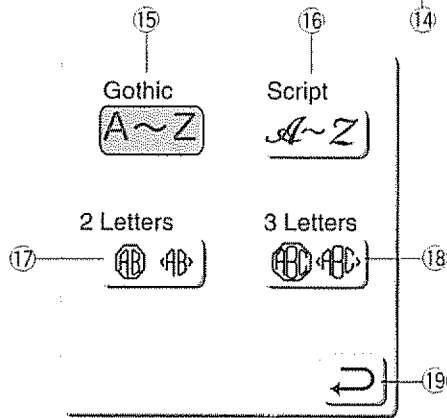 ⑮ ⑯ ⑭
Gothic Script
A~Z A~Z
2 Letters 3 Letters
⑰ AB <AB> ABC <ABC> ⑱
⑲